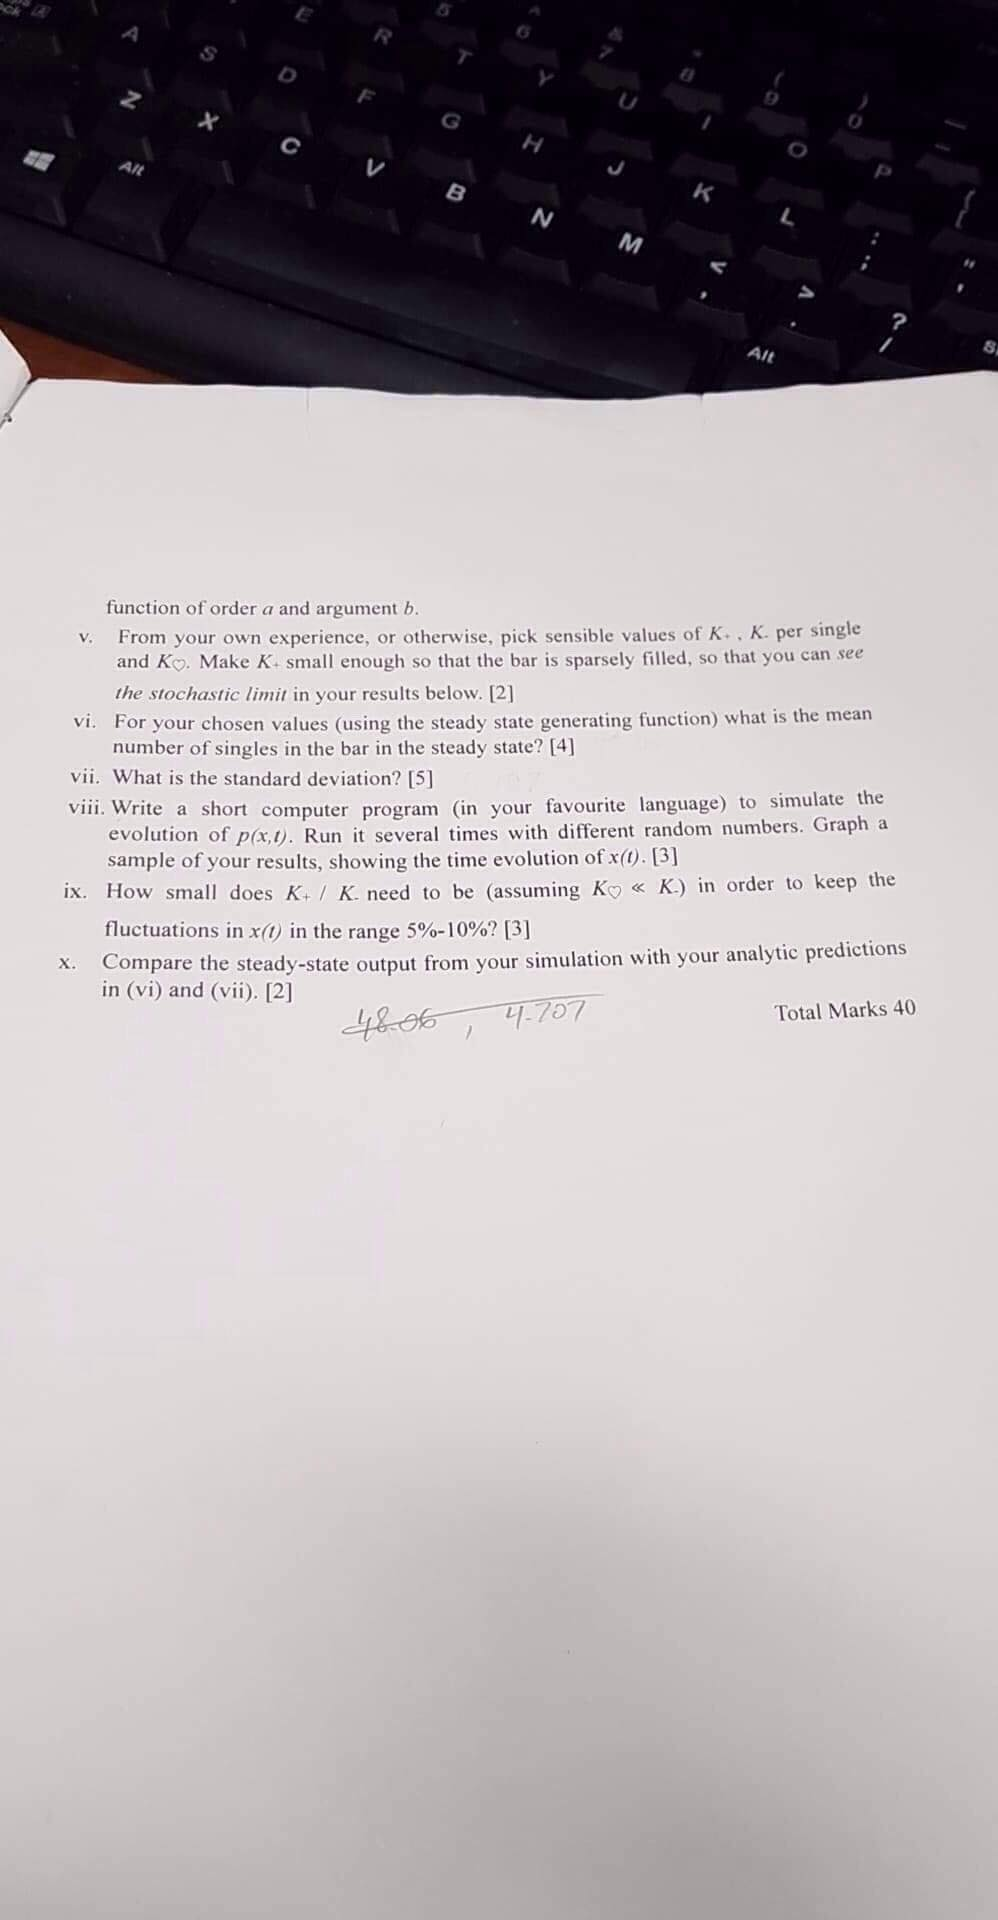 E
5
6
7
8
9
0
A
S
D
R
T
Y
U
I
O
P
Z
X
F
G
H
J
K
L
Alt
C
V
B
N
M
Alt
function of order a and argument b.
v. From your own experience, or otherwise, pick sensible values of K₊ , K₋ per single
and K♡. Make K₊ small enough so that the bar is sparsely filled, so that you can see
the stochastic limit in your results below. [2]
vi. For your chosen values (using the steady state generating function) what is the mean
number of singles in the bar in the steady state? [4]
vii. What is the standard deviation? [5]
viii. Write a short computer program (in your favourite language) to simulate the
evolution of p(x,t). Run it several times with different random numbers. Graph a
sample of your results, showing the time evolution of x(t). [3]
ix. How small does K₊ / K₋ need to be (assuming K♡ ≪ K₋) in order to keep the
fluctuations in x(t) in the range 5%-10%? [3]
x. Compare the steady-state output from your simulation with your analytic predictions
in (vi) and (vii). [2]
48.06 , 4.707
Total Marks 40